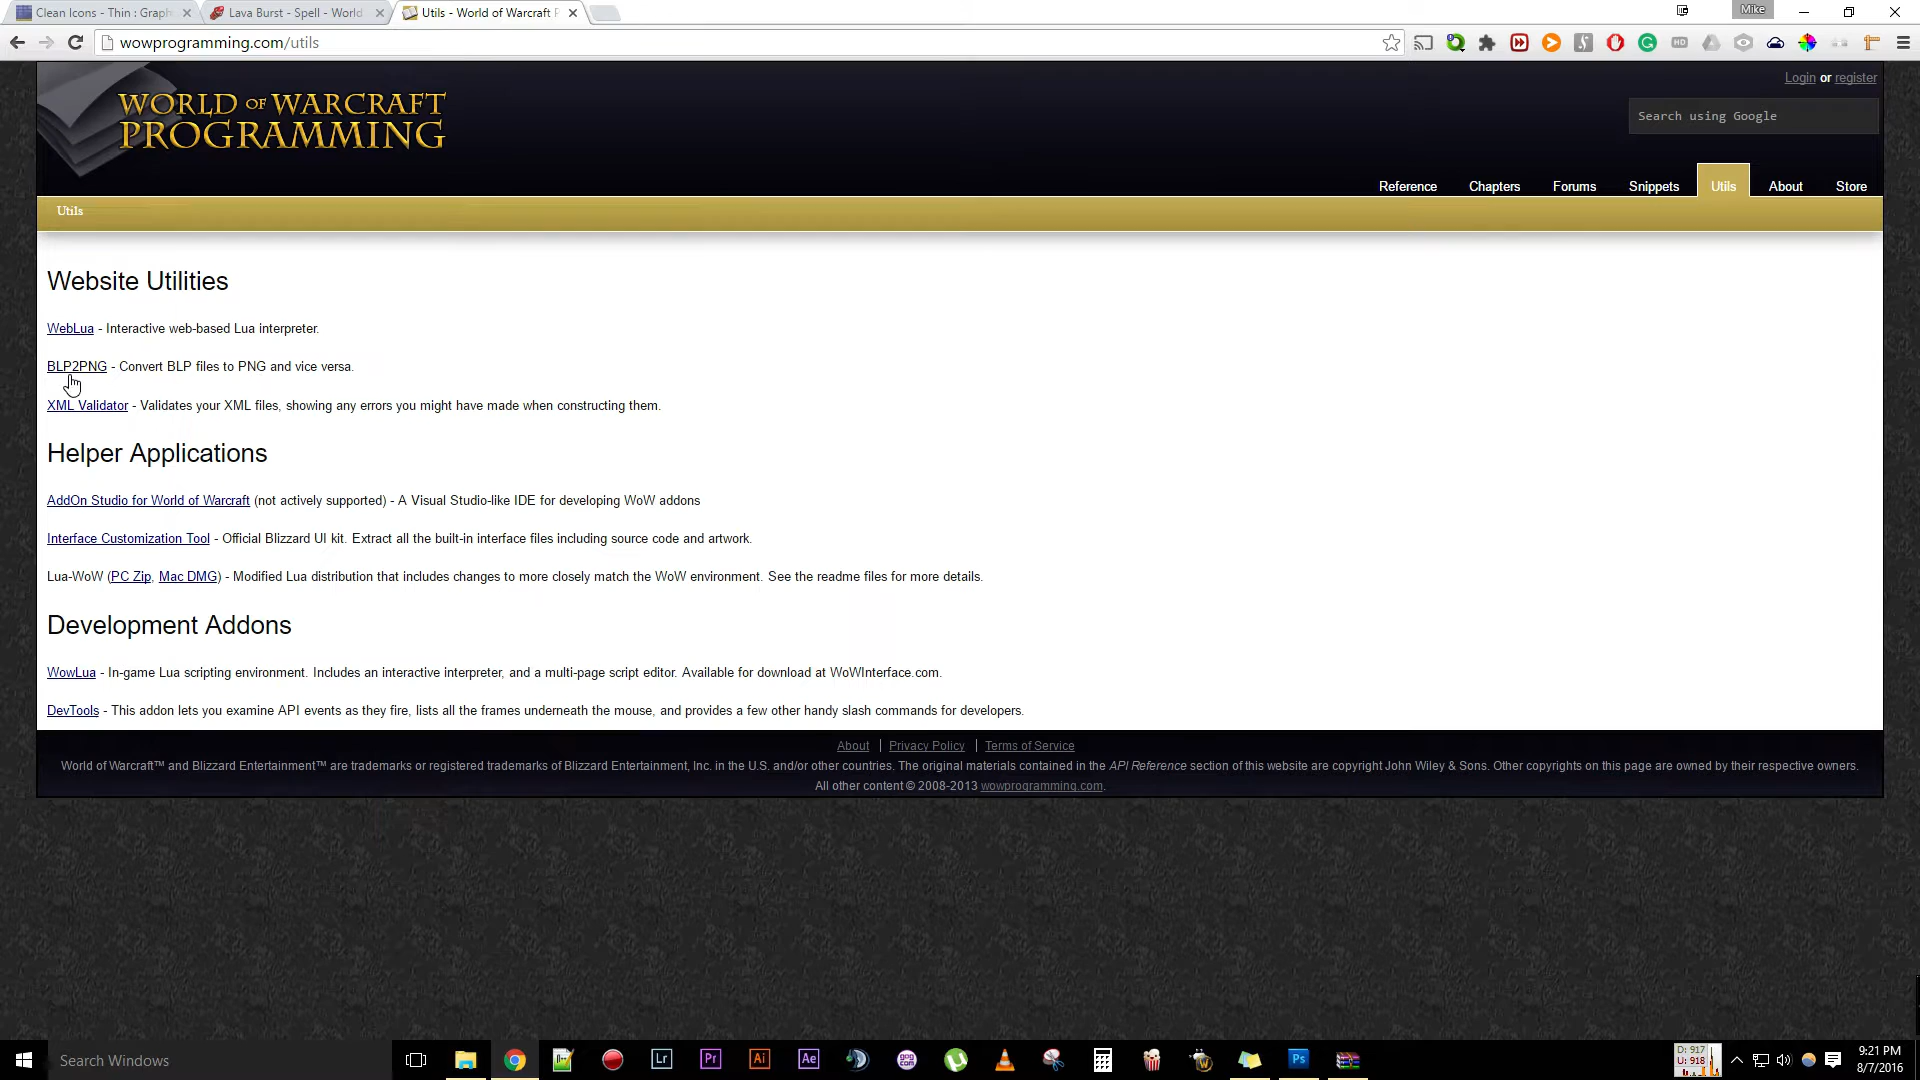 Clean Icons - Thin : Graph
Lava Burst - Spell - World
Utils - World of Warcraft P
Mike
wowprogramming.com/utils
Login or register
WORLD OF WARCRAFT
PROGRAMMING
Search using Google
Reference Chapters Forums Snippets Utils About Store
Utils
Website Utilities
WebLua - Interactive web-based Lua interpreter.
BLP2PNG - Convert BLP files to PNG and vice versa.
XML Validator - Validates your XML files, showing any errors you might have made when constructing them.
Helper Applications
AddOn Studio for World of Warcraft (not actively supported) - A Visual Studio-like IDE for developing WoW addons
Interface Customization Tool - Official Blizzard UI kit. Extract all the built-in interface files including source code and artwork.
Lua-WoW (PC Zip, Mac DMG) - Modified Lua distribution that includes changes to more closely match the WoW environment. See the readme files for more details.
Development Addons
WowLua - In-game Lua scripting environment. Includes an interactive interpreter, and a multi-page script editor. Available for download at WoWInterface.com.
DevTools - This addon lets you examine API events as they fire, lists all the frames underneath the mouse, and provides a few other handy slash commands for developers.
About | Privacy Policy | Terms of Service
World of Warcraft™ and Blizzard Entertainment™ are trademarks or registered trademarks of Blizzard Entertainment, Inc. in the U.S. and/or other countries. The original materials contained in the API Reference section of this website are copyright John Wiley & Sons. Other copyrights on this page are owned by their respective owners.
All other content © 2008-2013 wowprogramming.com.
Search Windows
Lr Pr Ai Ae Ps
D: 917
U: 918
9:21 PM
8/7/2016